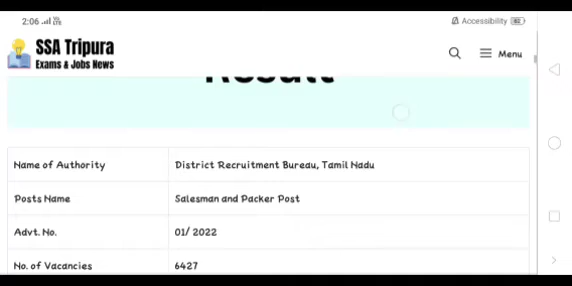 2:06
Accessibility
SSA Tripura
Exams & Jobs News
Menu
Result
Name of Authority District Recruitment Bureau, Tamil Nadu
Posts Name Salesman and Packer Post
Advt. No. 01/ 2022
No. of Vacancies 6427